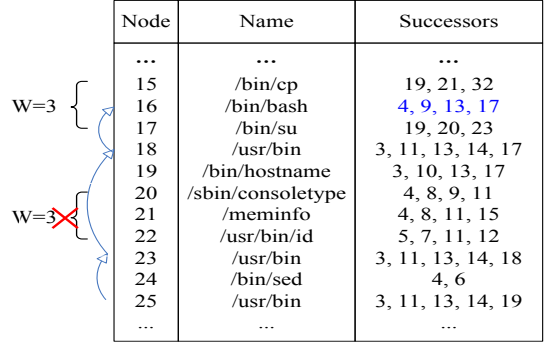 Node Name Successors
... ... ...
15 /bin/cp 19, 21, 32
W=3 16 /bin/bash 4, 9, 13, 17
17 /bin/su 19, 20, 23
18 /usr/bin 3, 11, 13, 14, 17
19 /bin/hostname 3, 10, 13, 17
20 /sbin/consoletype 4, 8, 9, 11
W=3 21 /meminfo 4, 8, 11, 15
22 /usr/bin/id 5, 7, 11, 12
23 /usr/bin 3, 11, 13, 14, 18
24 /bin/sed 4, 6
25 /usr/bin 3, 11, 13, 14, 19
... ... ...